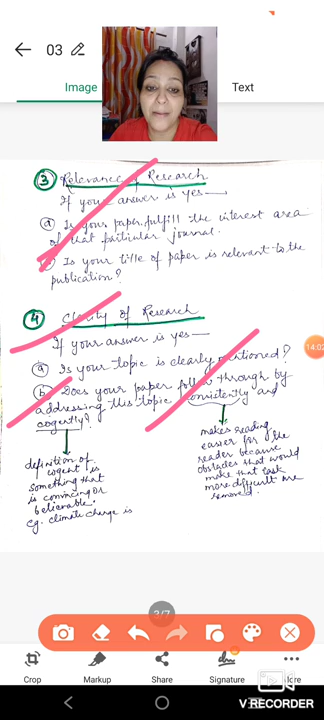 03
Image
Text
③ Relevance of Research
If your answer is yes—
ⓐ Is your paper fulfill the interest area
of that particular journal.
ⓑ Is your title of paper is relevant to the
publication?
④ Clarity of Research
If your answer is yes—
ⓐ Is your topic is clearly mentioned?
ⓑ Does your paper follow through by
addressing this topic consistently and
cogently?
definition of
cogent is
something that
is convincing or
believable.
eg. climate change is
makes reading
easier for the
reader because
obstacles that would
make that task
more difficult are
removed.
14:02
3/7
Crop
Markup
Share
Signature
More
V RECORDER